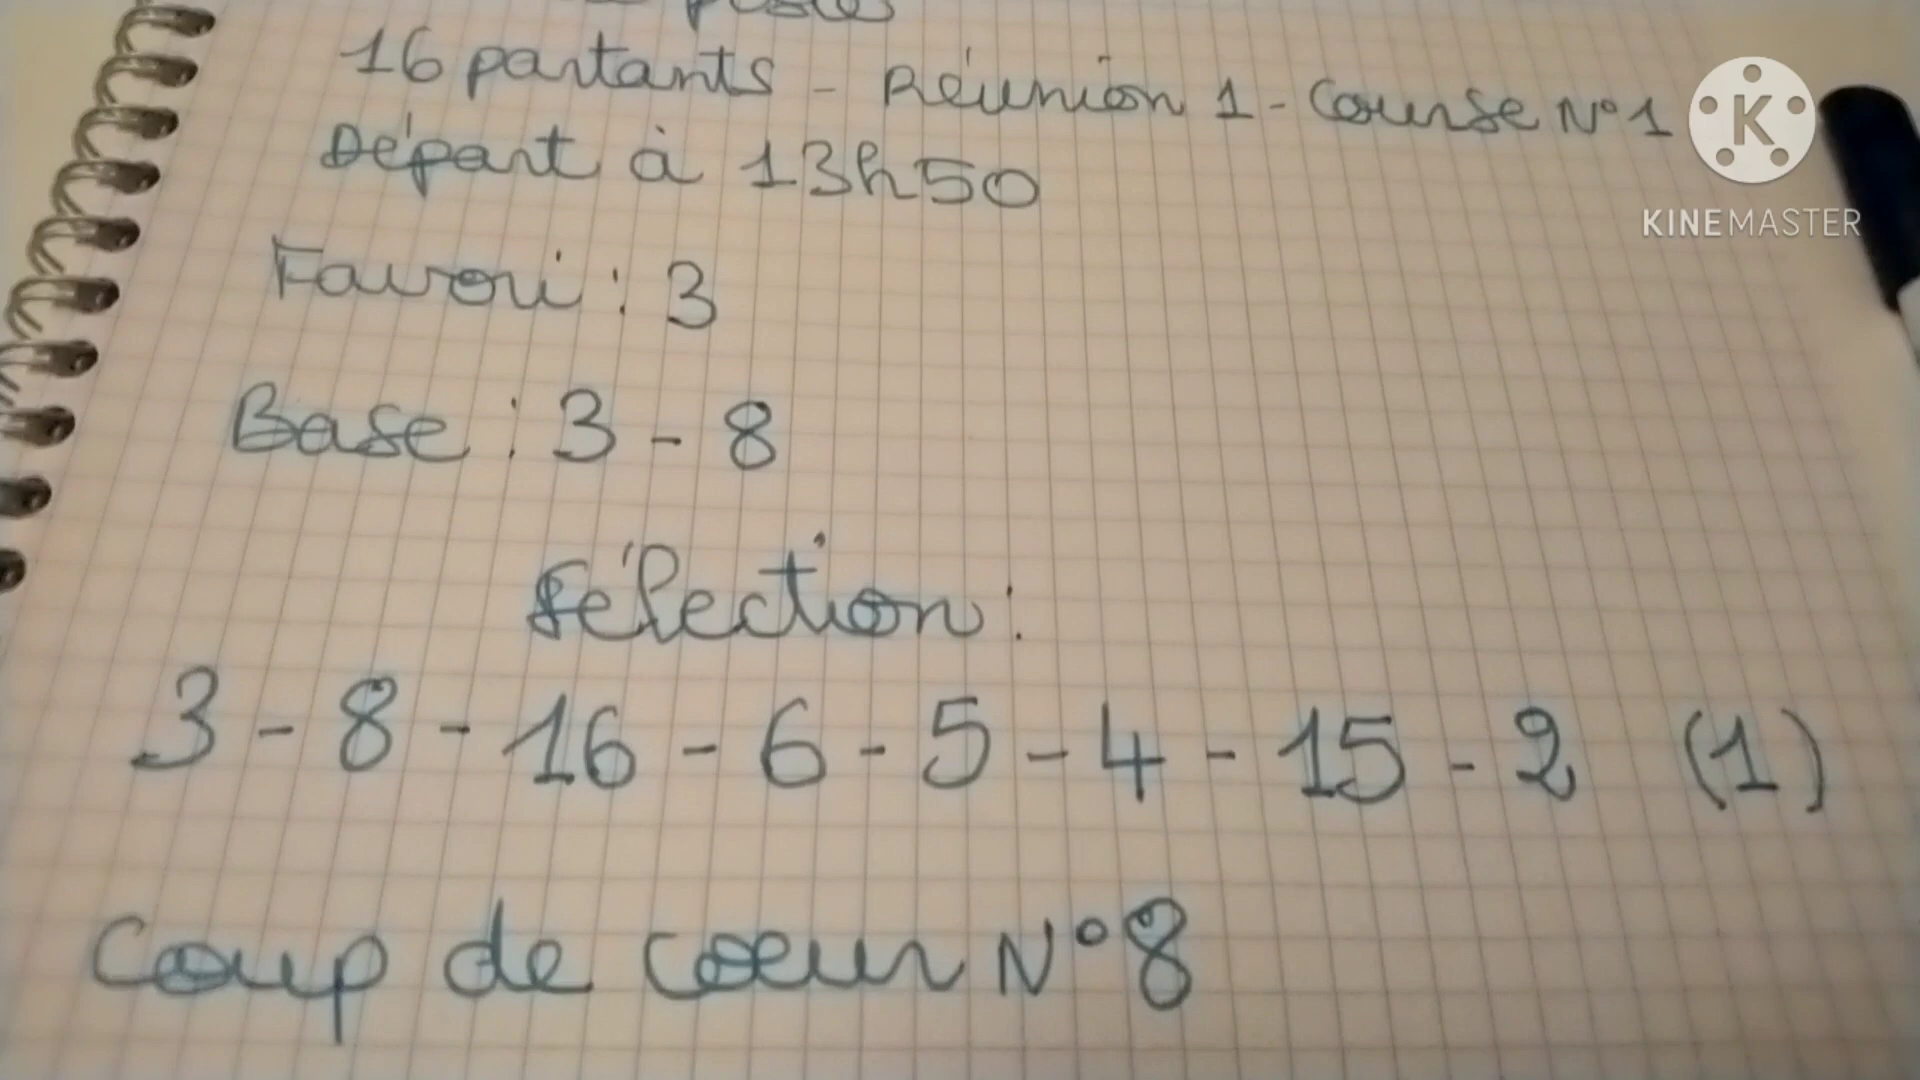 16 partants - Réunion 1 - Course N° 1
Départ à 13h50
Favori : 3
Base : 3 - 8
Sélection :
3 - 8 - 16 - 6 - 5 - 4 - 15 - 2 (1)
Coup de coeur N° 8
K
KINEMASTER